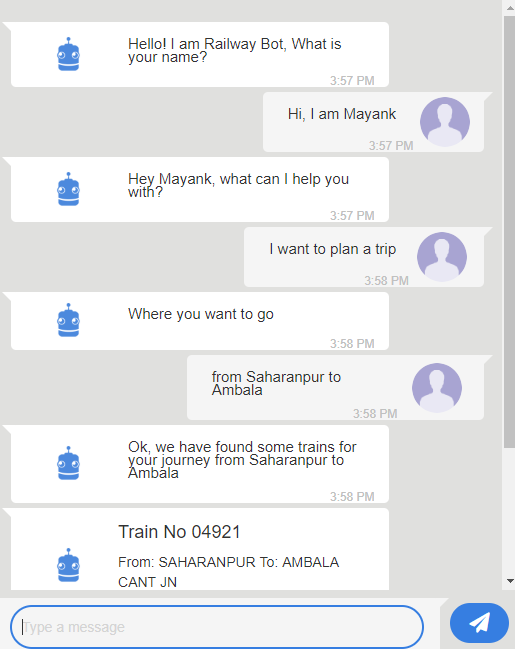 Hello! I am Railway Bot, What is
your name?
3:57 PM
Hi, I am Mayank
3:57 PM
Hey Mayank, what can I help you
with?
3:57 PM
I want to plan a trip
3:58 PM
Where you want to go
3:58 PM
from Saharanpur to
Ambala
3:58 PM
Ok, we have found some trains for
your journey from Saharanpur to
Ambala
3:58 PM
Train No 04921
From: SAHARANPUR To: AMBALA
CANT JN
Type a message